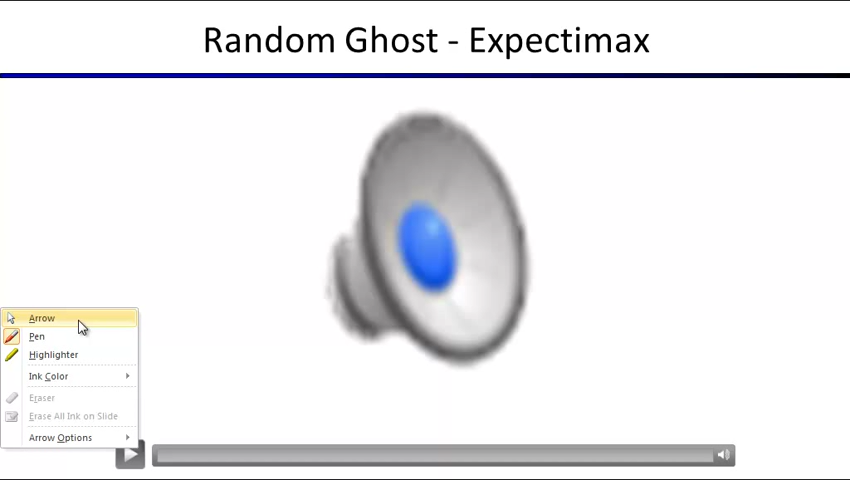 Random Ghost - Expectimax
Arrow
Pen
Highlighter
Ink Color
Eraser
Erase All Ink on Slide
Arrow Options